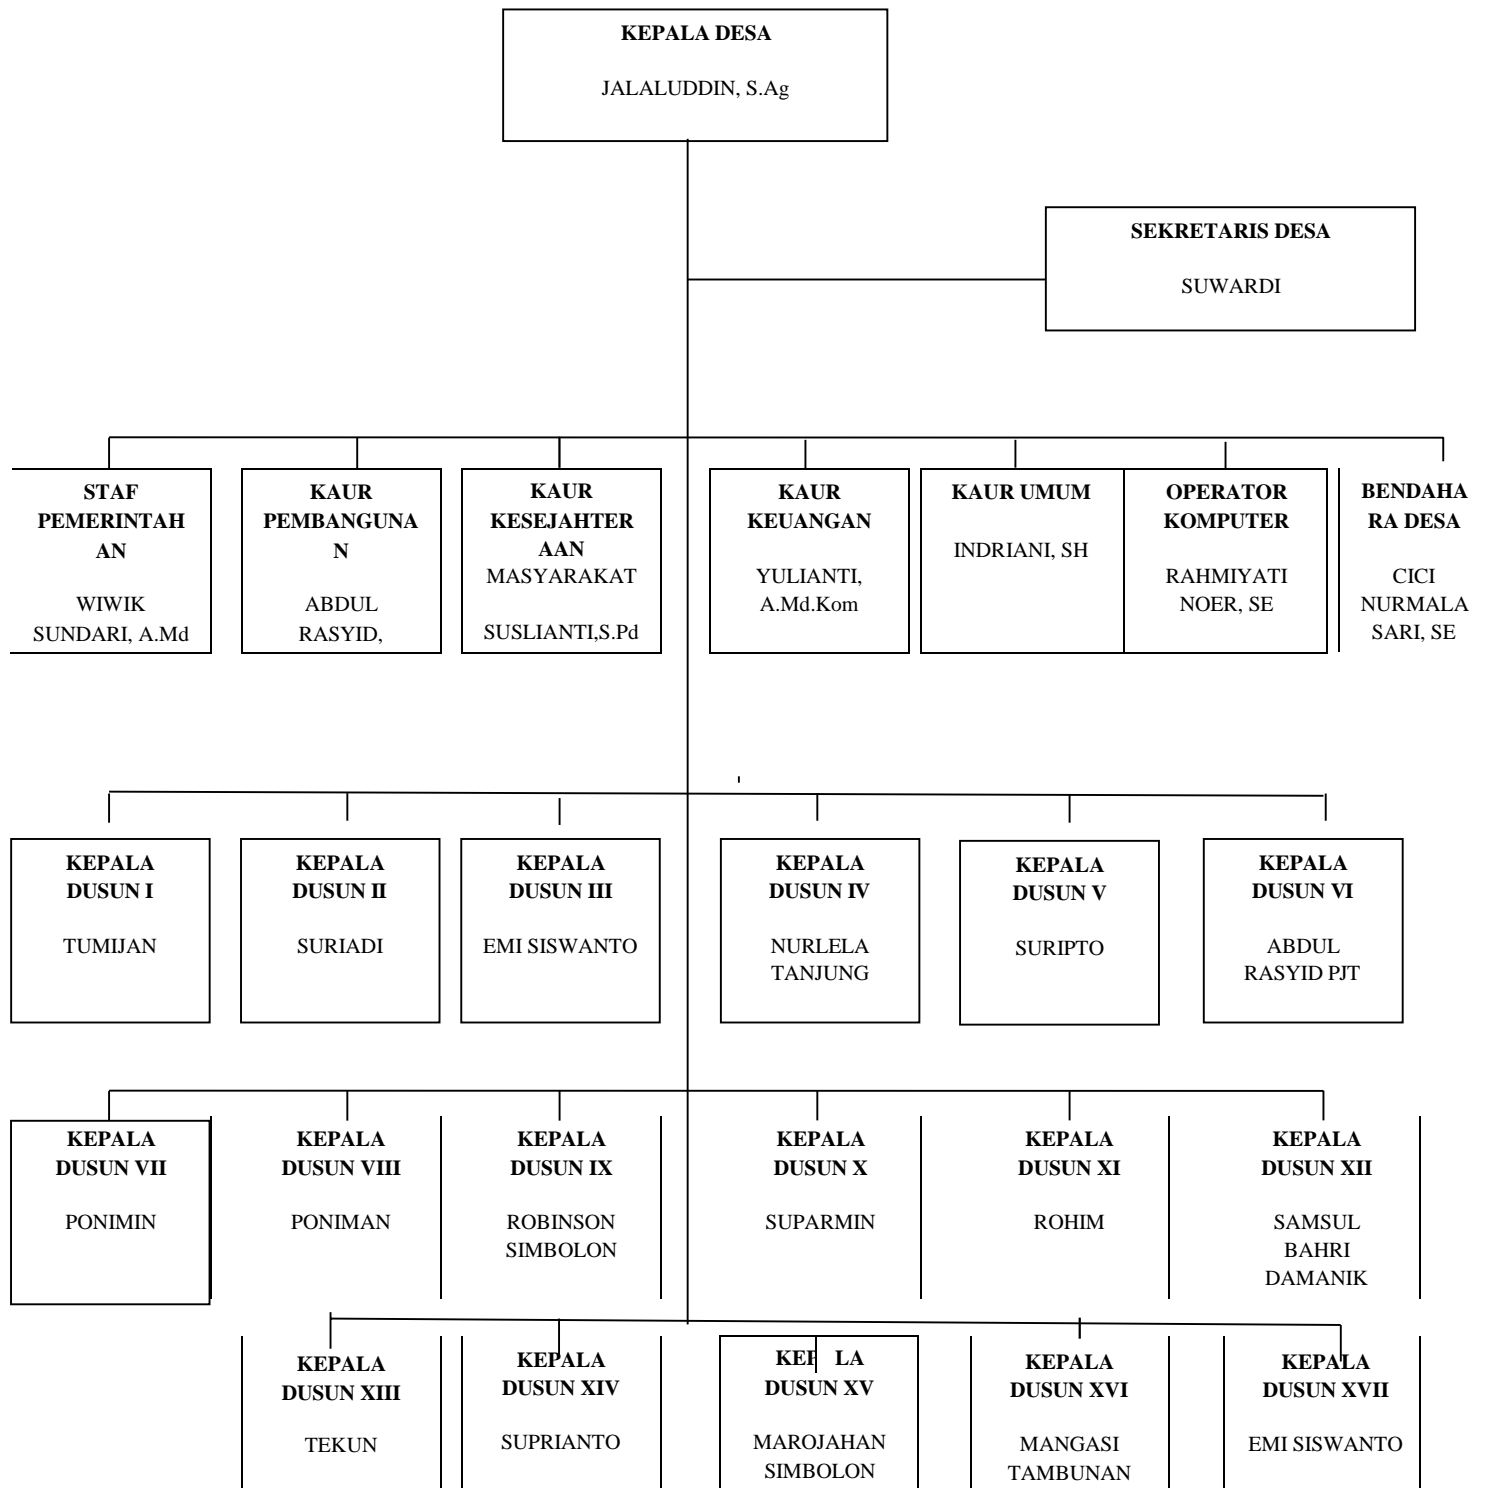 KEPALA DESA
JALALUDDIN, S.Ag
SEKRETARIS DESA
SUWARDI
STAF
PEMERINTAH
AN
WIWIK
SUNDARI, A.Md
KAUR
PEMBANGUNA
N
ABDUL
RASYID,
KAUR
KESEJAHTER
AAN
MASYARAKAT
SUSLIANTI,S.Pd
KAUR
KEUANGAN
YULIANTI,
A.Md.Kom
KAUR UMUM
INDRIANI, SH
OPERATOR
KOMPUTER
RAHMIYATI
NOER, SE
BENDAHA
RA DESA
CICI
NURMALA
SARI, SE
KEPALA
DUSUN I
TUMIJAN
KEPALA
DUSUN II
SURIADI
KEPALA
DUSUN III
EMI SISWANTO
KEPALA
DUSUN IV
NURLELA
TANJUNG
KEPALA
DUSUN V
SURIPTO
KEPALA
DUSUN VI
ABDUL
RASYID PJT
KEPALA
DUSUN VII
PONIMIN
KEPALA
DUSUN VIII
PONIMAN
KEPALA
DUSUN IX
ROBINSON
SIMBOLON
KEPALA
DUSUN X
SUPARMIN
KEPALA
DUSUN XI
ROHIM
KEPALA
DUSUN XII
SAMSUL
BAHRI
DAMANIK
KEPALA
DUSUN XIII
TEKUN
KEPALA
DUSUN XIV
SUPRIANTO
KEPALA
DUSUN XV
MAROJAHAN
SIMBOLON
KEPALA
DUSUN XVI
MANGASI
TAMBUNAN
KEPALA
DUSUN XVII
EMI SISWANTO